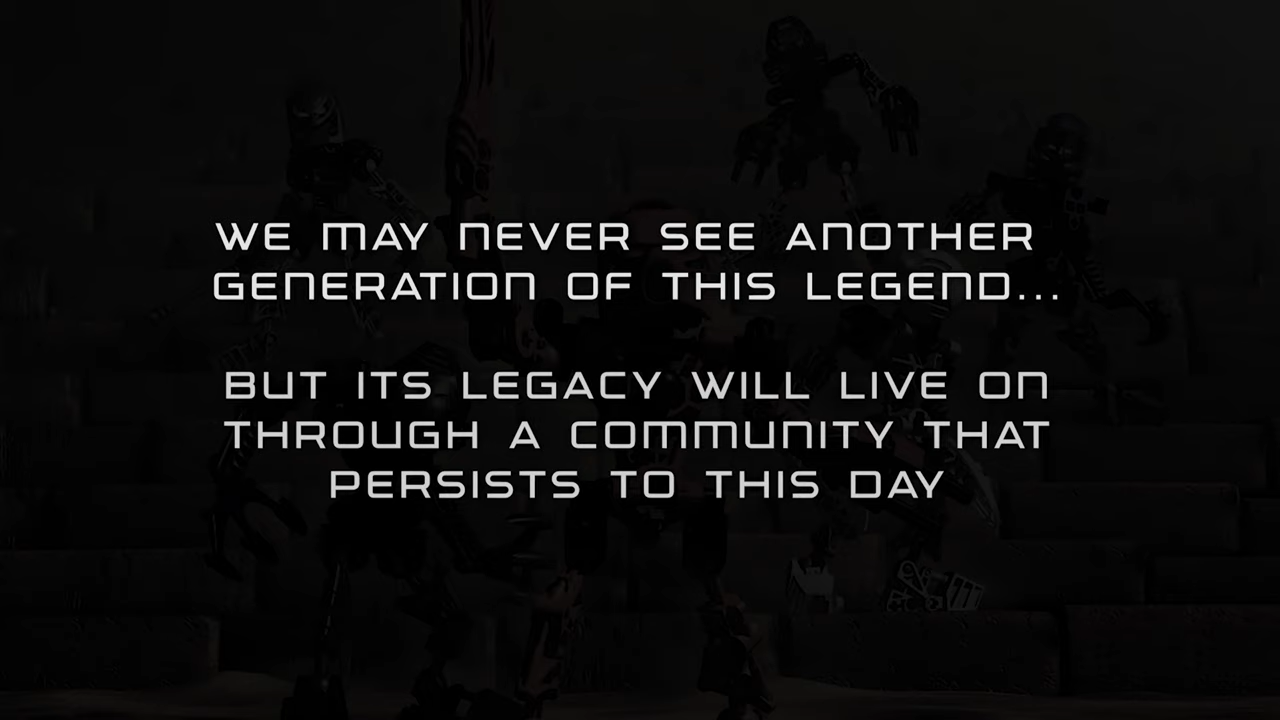 WE MAY NEVER SEE ANOTHER
GENERATION OF THIS LEGEND...
BUT ITS LEGACY WILL LIVE ON
THROUGH A COMMUNITY THAT
PERSISTS TO THIS DAY